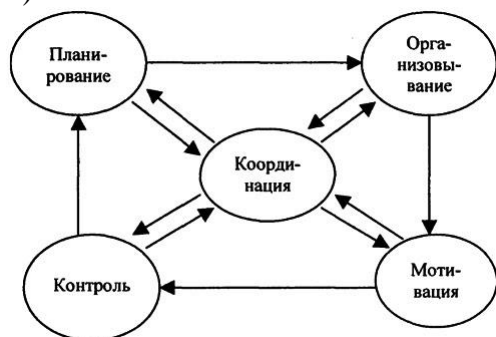 )
Плани-
рование
Орга-
низовы-
вание
Коорди-
нация
Контроль
Моти-
вация